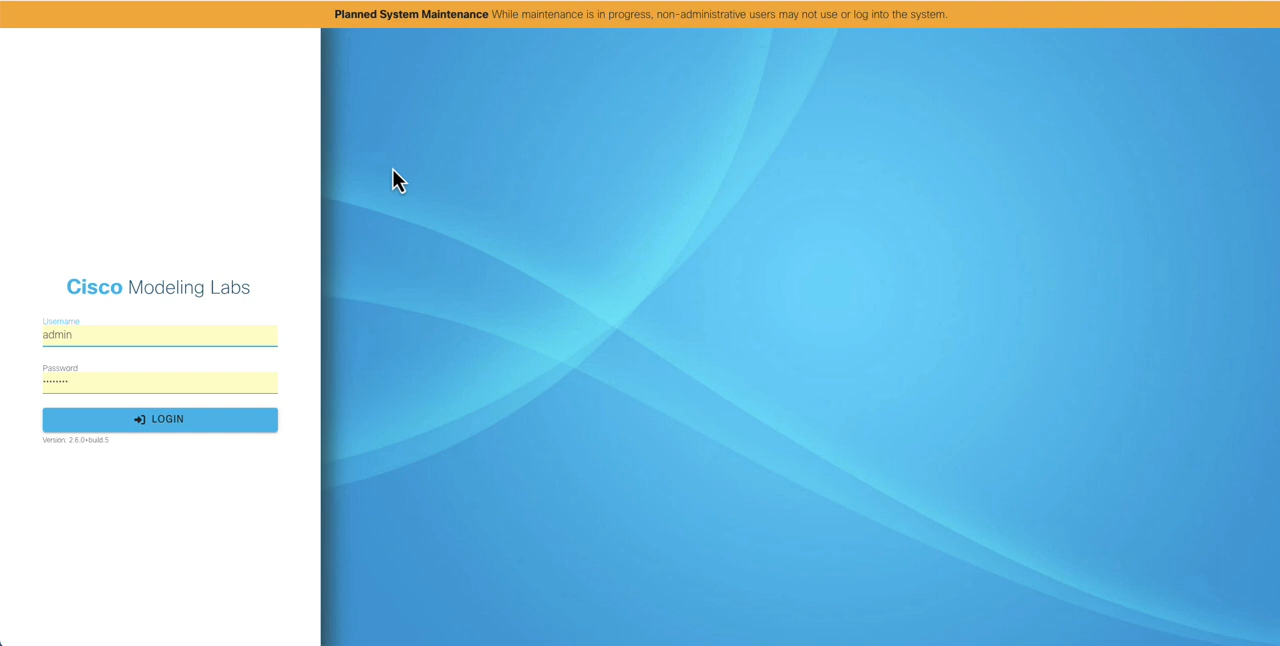 Planned System Maintenance While maintenance is in progress, non-administrative users may not use or log into the system.
Cisco Modeling Labs
Username
admin
Password
••••••••
LOGIN
Version: 2.6.0+build.5